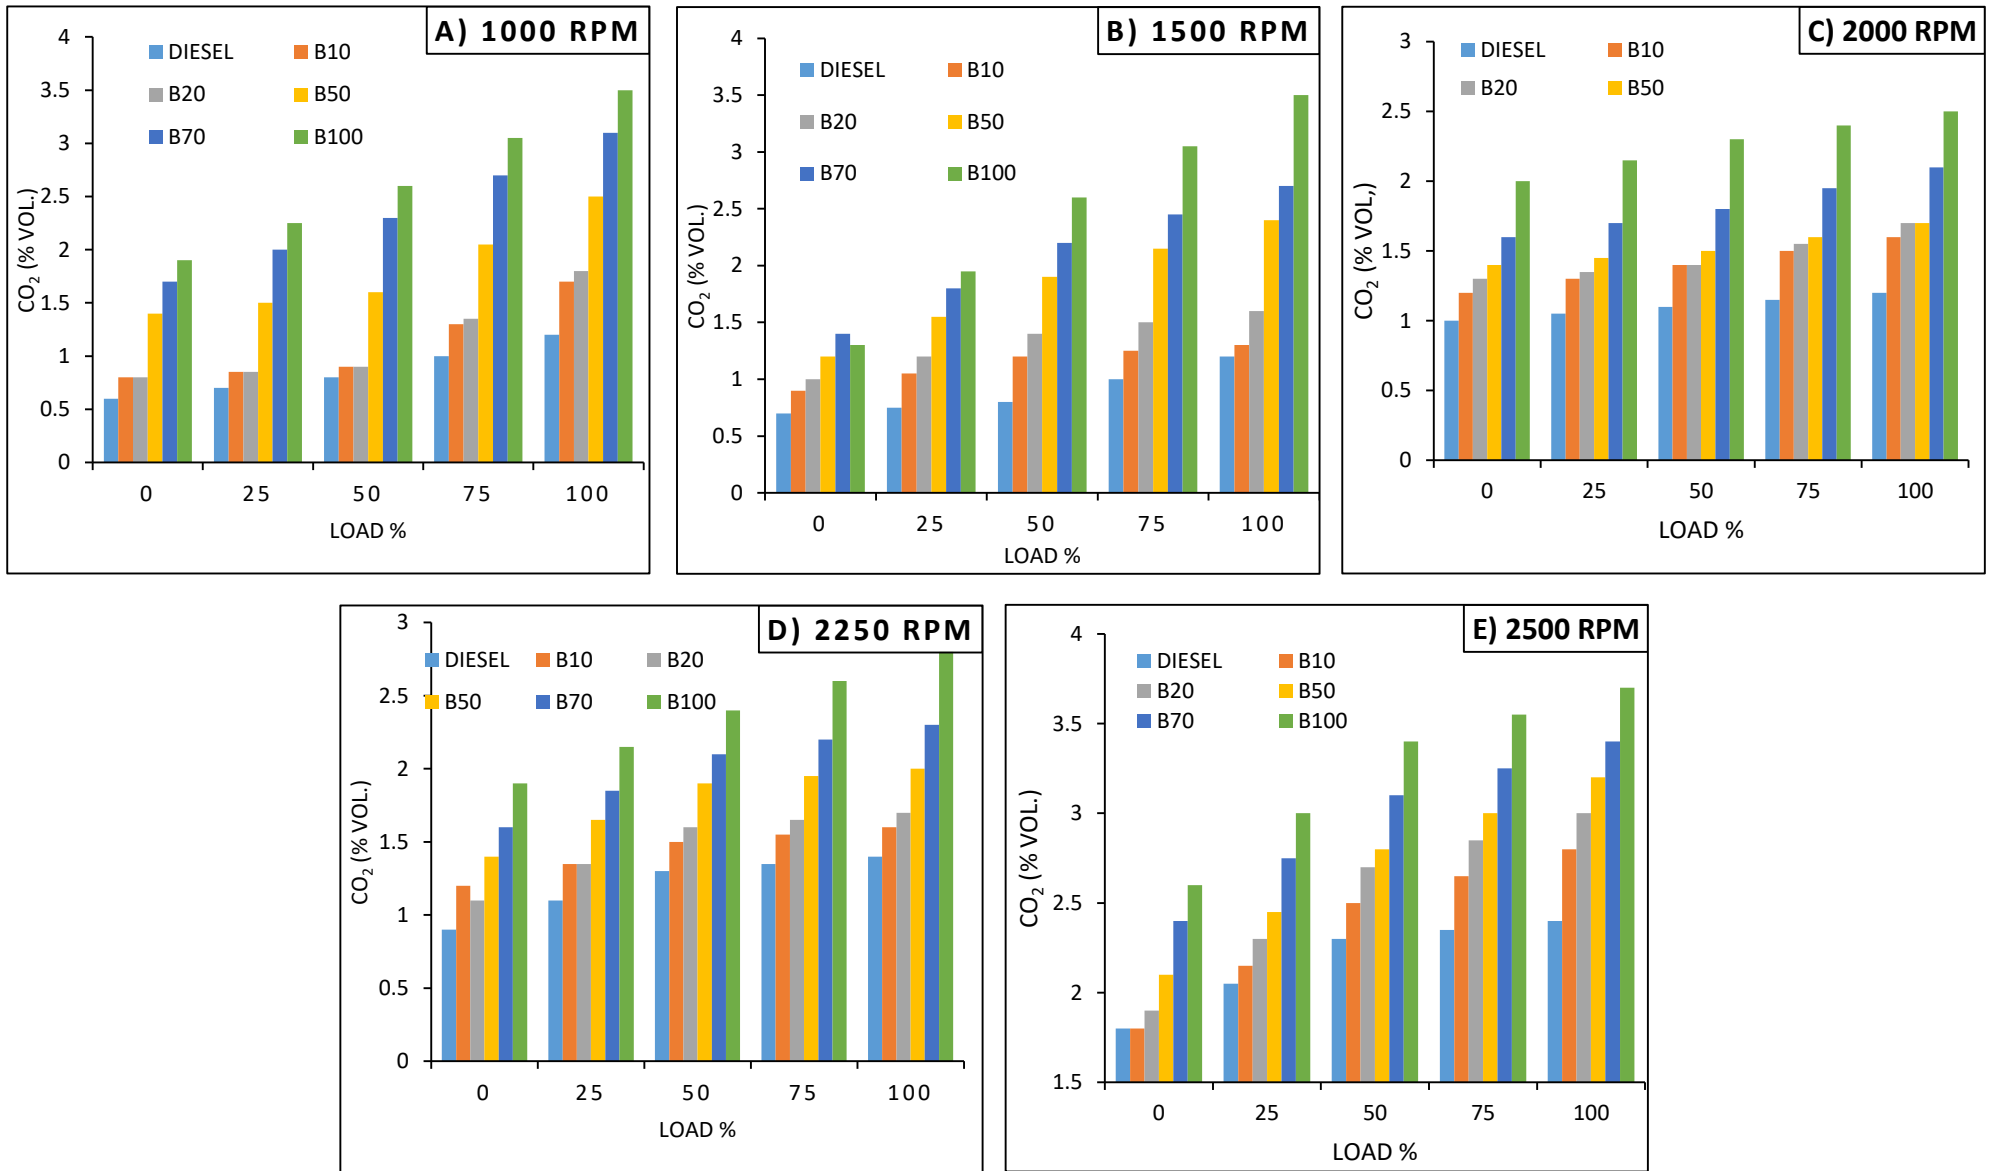 A) 1000 RPM
4
3.5
3
2.5
2
1.5
1
0.5
0
CO₂ (% VOL.)
DIESEL B10
B20 B50
B70 B100
0 25 50 75 100
LOAD %
B) 1500 RPM
4
3.5
3
2.5
2
1.5
1
0.5
0
CO₂ (% VOL.)
DIESEL B10
B20 B50
B70 B100
0 25 50 75 100
LOAD %
C) 2000 RPM
3
2.5
2
1.5
1
0.5
0
CO₂ (% VOL,)
DIESEL B10
B20 B50
0 25 50 75 100
LOAD %
D) 2250 RPM
3
2.5
2
1.5
1
0.5
0
CO₂ (% VOL.)
DIESEL B10 B20
B50 B70 B100
0 25 50 75 100
LOAD %
E) 2500 RPM
4
3.5
3
2.5
2
1.5
CO₂ (% VOL.)
DIESEL B10
B20 B50
B70 B100
0 25 50 75 100
LOAD %